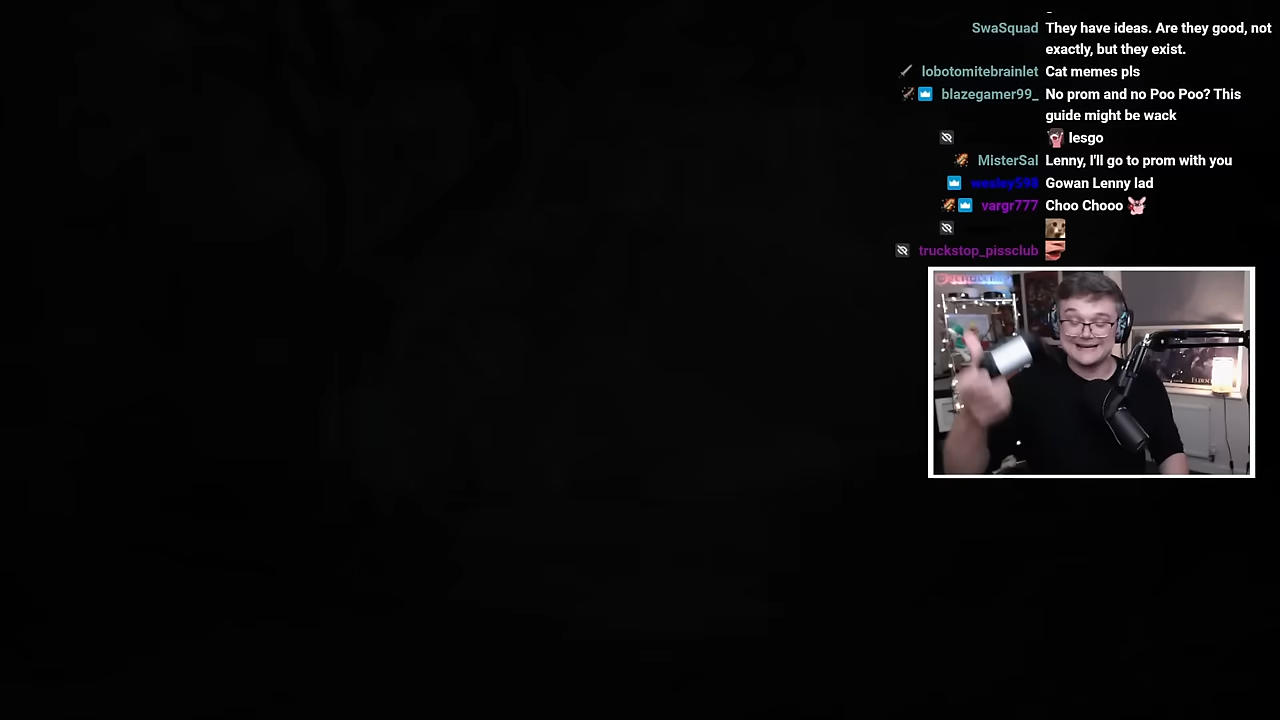 SwaSquad They have ideas. Are they good, not
exactly, but they exist.
lobotomitebrainlet Cat memes pls
blazegamer99_ No prom and no Poo Poo? This
guide might be wack
lesgo
MisterSal Lenny, I'll go to prom with you
wesley598 Gowan Lenny lad
vargr777 Choo Chooo
truckstop_pissclub